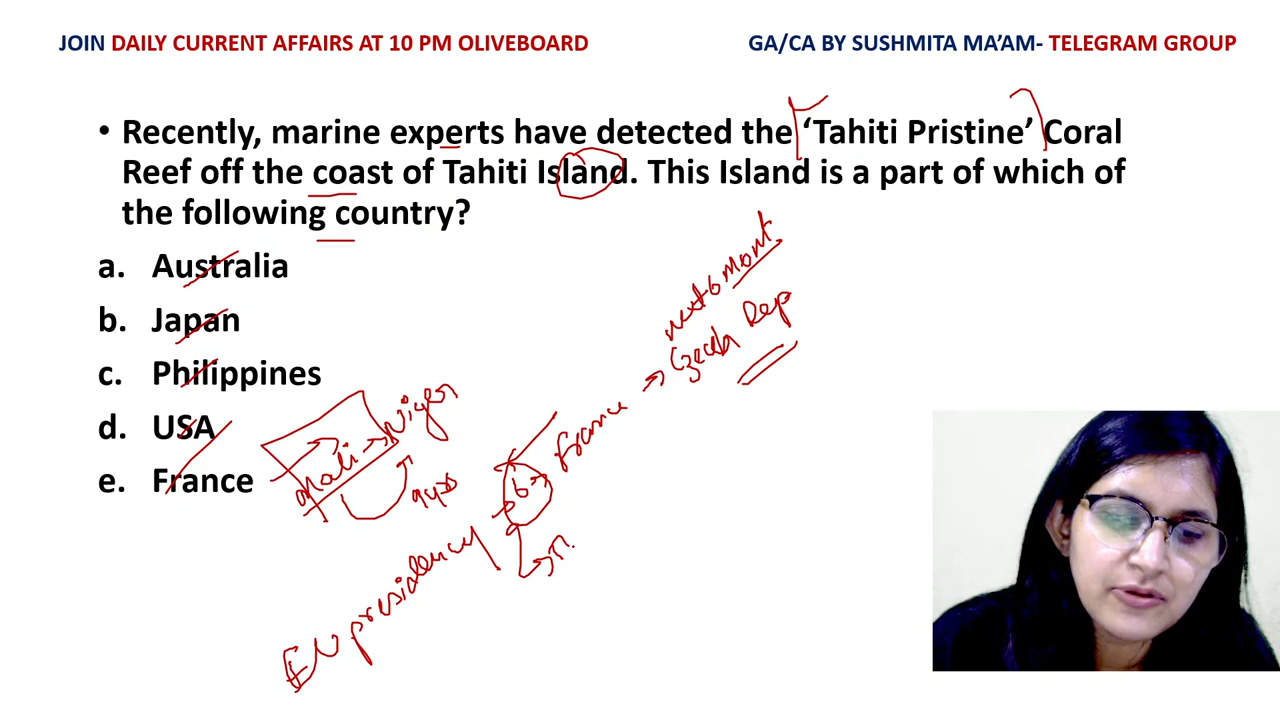 JOIN DAILY CURRENT AFFAIRS AT 10 PM OLIVEBOARD
GA/CA BY SUSHMITA MA’AM- TELEGRAM GROUP
• Recently, marine experts have detected the ‘Tahiti Pristine’ Coral
Reef off the coast of Tahiti Island. This Island is a part of which of
the following country?
a. Australia
b. Japan
c. Philippines
d. USA
e. France
next 6 mont
Czech Rep
France
Mali → Niger
EU presidency → 6